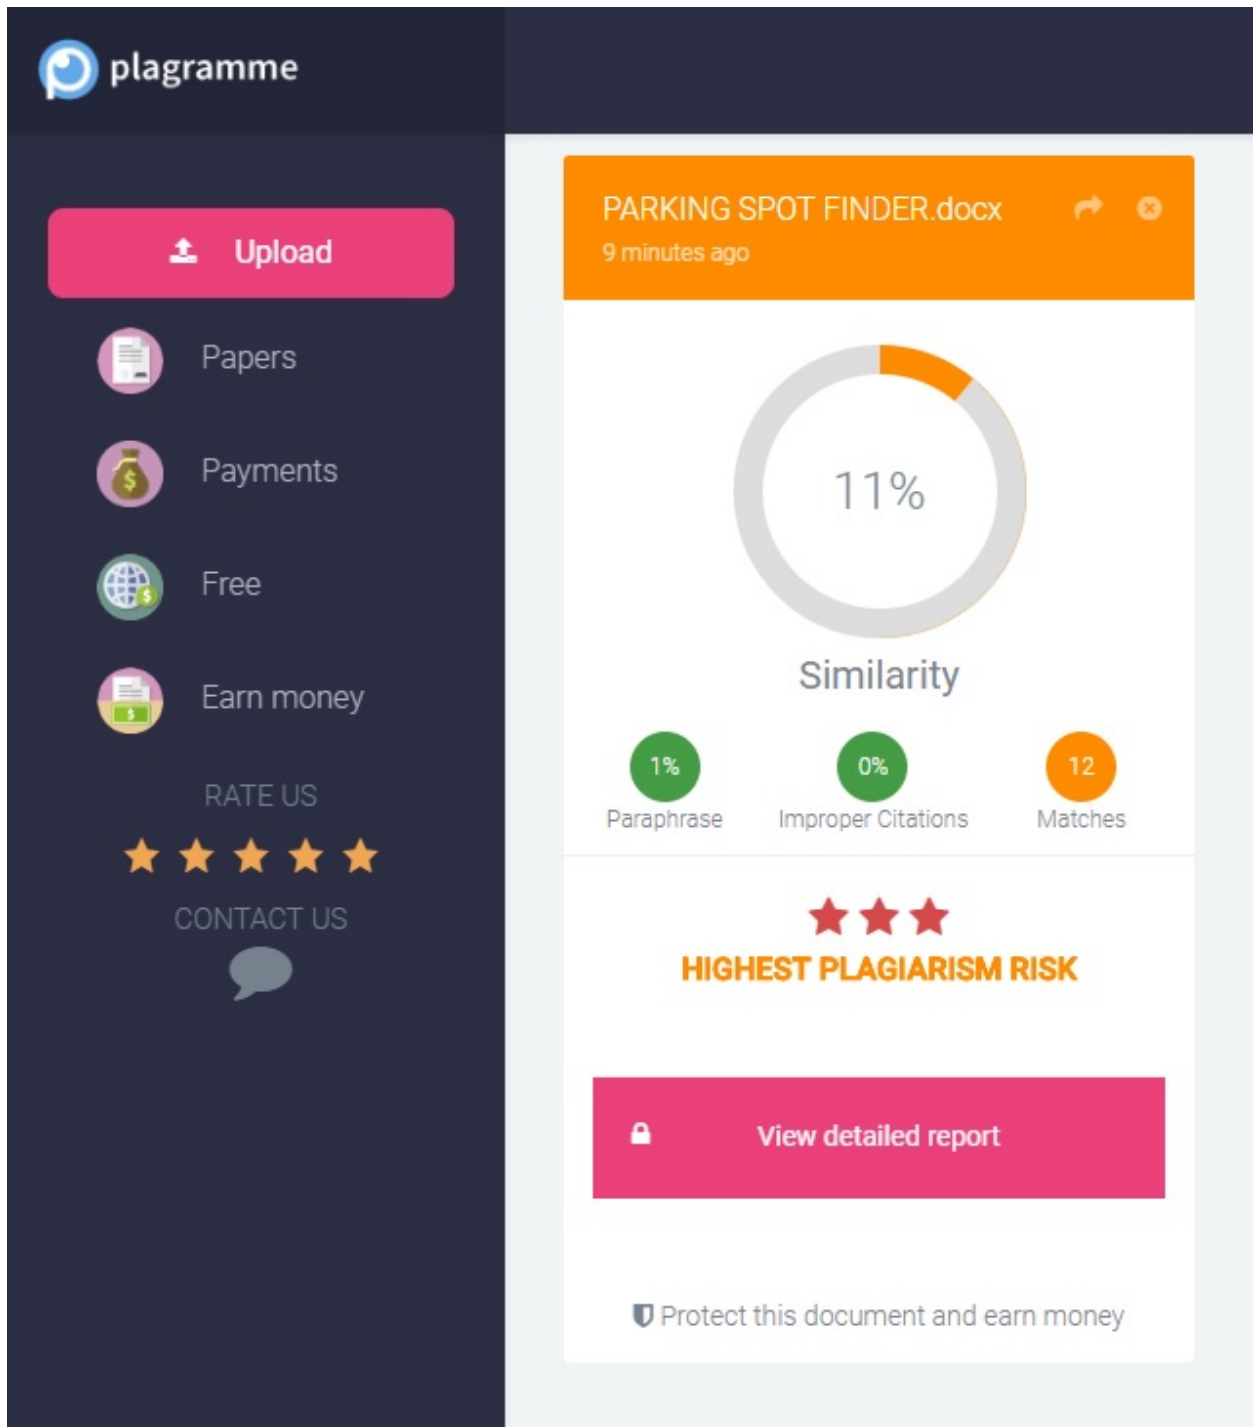 plagramme
Upload
Papers
Payments
Free
Earn money
RATE US
CONTACT US
PARKING SPOT FINDER.docx
9 minutes ago
11%
Similarity
1%
Paraphrase
0%
Improper Citations
12
Matches
HIGHEST PLAGIARISM RISK
View detailed report
Protect this document and earn money